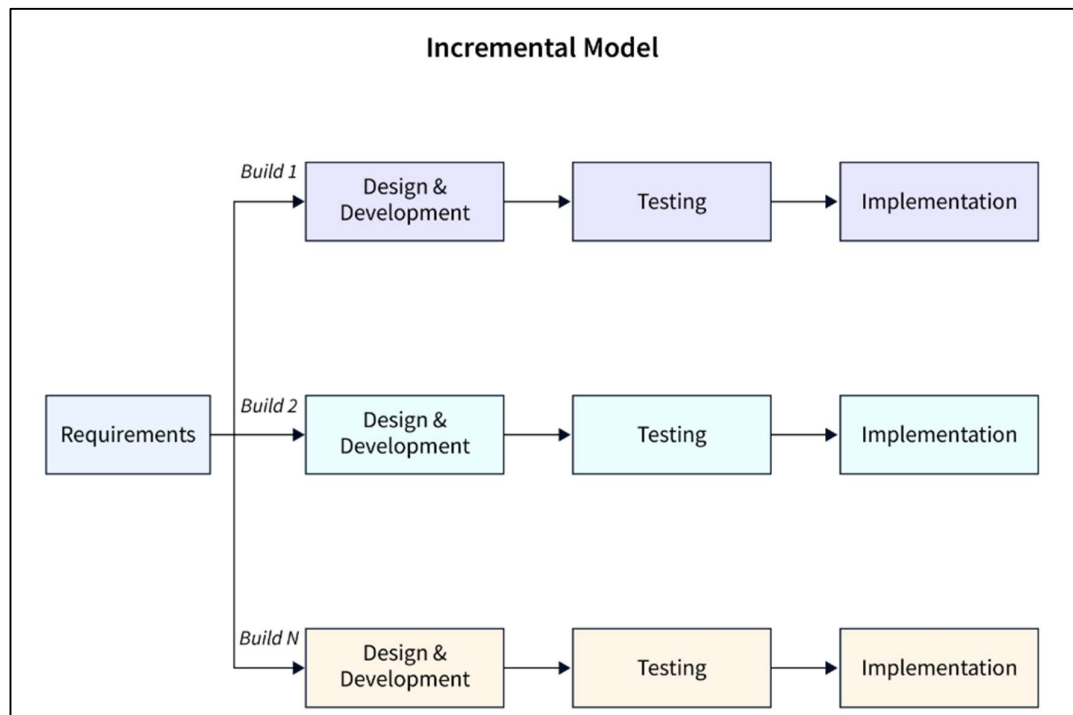 Incremental Model
Build 1
Design &
Development
Testing
Implementation
Requirements
Build 2
Design &
Development
Testing
Implementation
Build N
Design &
Development
Testing
Implementation